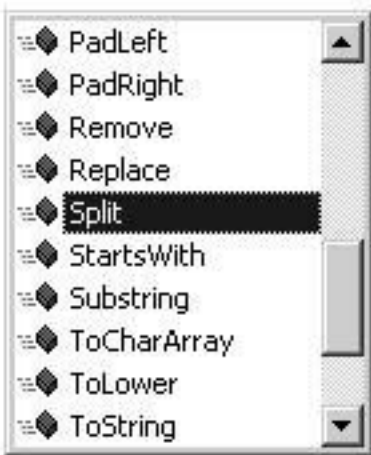 PadLeft
PadRight
Remove
Replace
Split
StartsWith
Substring
ToCharArray
ToLower
ToString